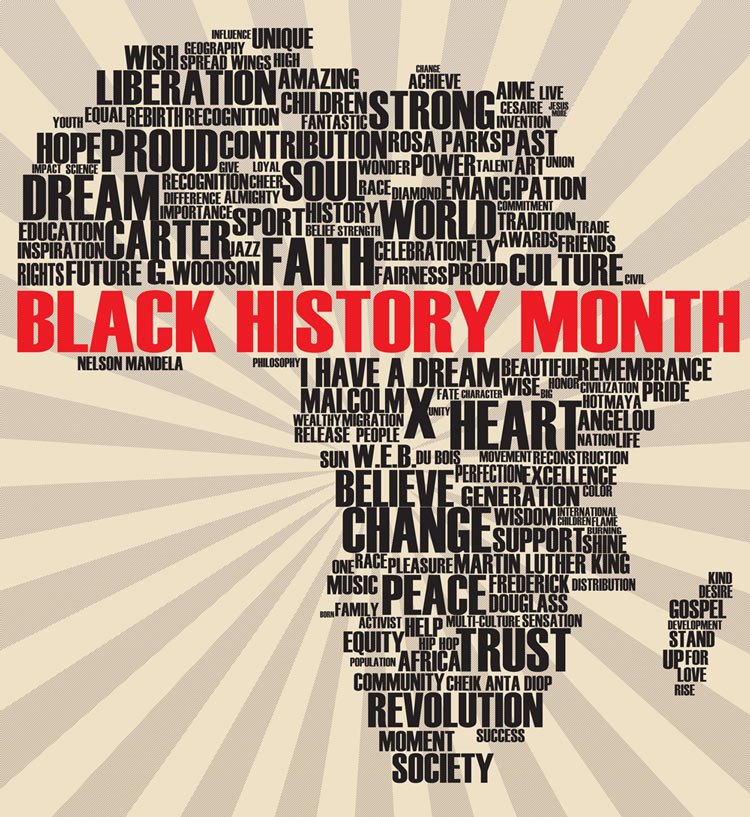 INFLUENCE UNIQUE
WISH GEOGRAPHY
SPREAD WINGS HIGH
LIBERATION AMAZING CHANGE ACHIEVE
CHILDREN STRONG AIME LIVE
CESAIRE JESUS MORE
YOUTH EQUAL REBIRTH RECOGNITION FANTASTIC INVENTION
HOPE PROUD CONTRIBUTION ROSA PARKS PAST
IMPACT SCIENCE GIVE LOYAL WONDER POWER TALENT ART UNION
DREAM RECOGNITION CHEER SOUL RACE DIAMOND EMANCIPATION
DIFFERENCE ALMIGHTY
IMPORTANCE SPORT HISTORY WORLD COMMITMENT
TRADITION TRADE
EDUCATION CARTER BELIEF STRENGTH
INSPIRATION JAZZ FAITH CELEBRATION FLY AWARDS FRIENDS
RIGHTS FUTURE G. WOODSON FAIRNESS PROUD CULTURE CIVIL
BLACK HISTORY MONTH
NELSON MANDELA PHILOSOPHY I HAVE A DREAM BEAUTIFUL REMEMBRANCE
WISE HONOR CIVILIZATION PRIDE
MALCOLM X FATE CHARACTER BIG HOTMAYA
UNITY HEART ANGELOU
WEALTHY MIGRATION
RELEASE PEOPLE NATION LIFE
SUN W.E.B. DU BOIS MOVEMENT RECONSTRUCTION
BELIEVE PERFECTION EXCELLENCE
GENERATION COLOR
CHANGE WISDOM INTERNATIONAL
CHILDREN FLAME
BURNING
SUPPORT SHINE
ONE RACE PLEASURE MARTIN LUTHER KING
MUSIC PEACE FREDERICK DISTRIBUTION KIND
DESIRE
BORN FAMILY DOUGLASS GOSPEL
ACTIVIST HELP MULTI-CULTURE SENSATION DEVELOPMENT
EQUITY HIP HOP TRUST STAND
POPULATION AFRICA UP FOR
LOVE
COMMUNITY CHEIK ANTA DIOP RISE
REVOLUTION
MOMENT SUCCESS
SOCIETY